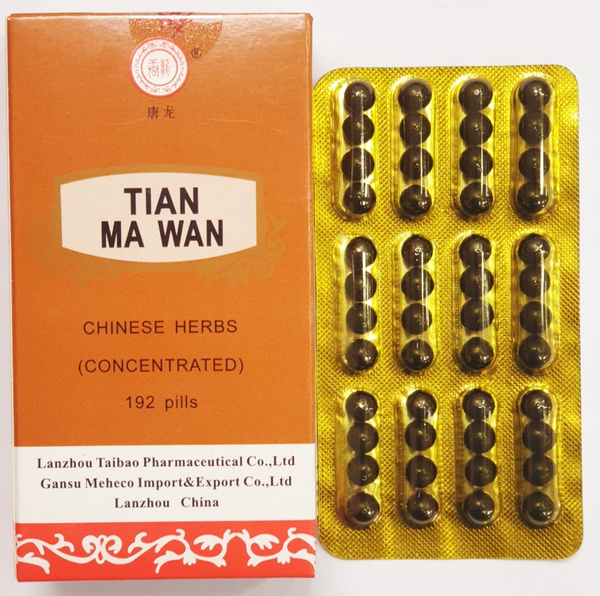 ®
唐龙
TIAN
MA WAN
CHINESE HERBS
(CONCENTRATED)
192 pills
Lanzhou Taibao Pharmaceutical Co.,Ltd
Gansu Meheco Import&Export Co.,Ltd
Lanzhou China